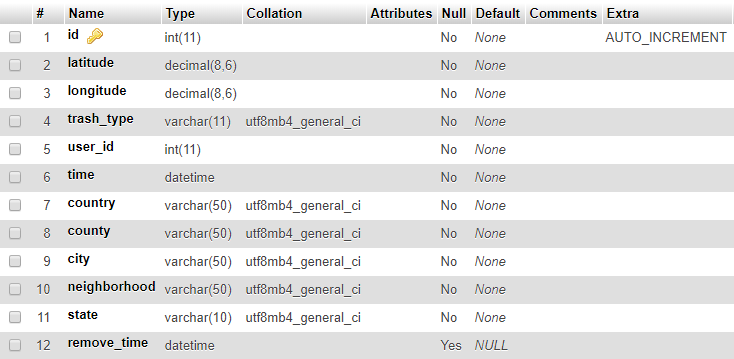 # Name Type Collation Attributes Null Default Comments Extra
1 id int(11) No None AUTO_INCREMENT
2 latitude decimal(8,6) No None
3 longitude decimal(8,6) No None
4 trash_type varchar(11) utf8mb4_general_ci No None
5 user_id int(11) No None
6 time datetime No None
7 country varchar(50) utf8mb4_general_ci No None
8 county varchar(50) utf8mb4_general_ci No None
9 city varchar(50) utf8mb4_general_ci No None
10 neighborhood varchar(50) utf8mb4_general_ci No None
11 state varchar(10) utf8mb4_general_ci No None
12 remove_time datetime Yes NULL